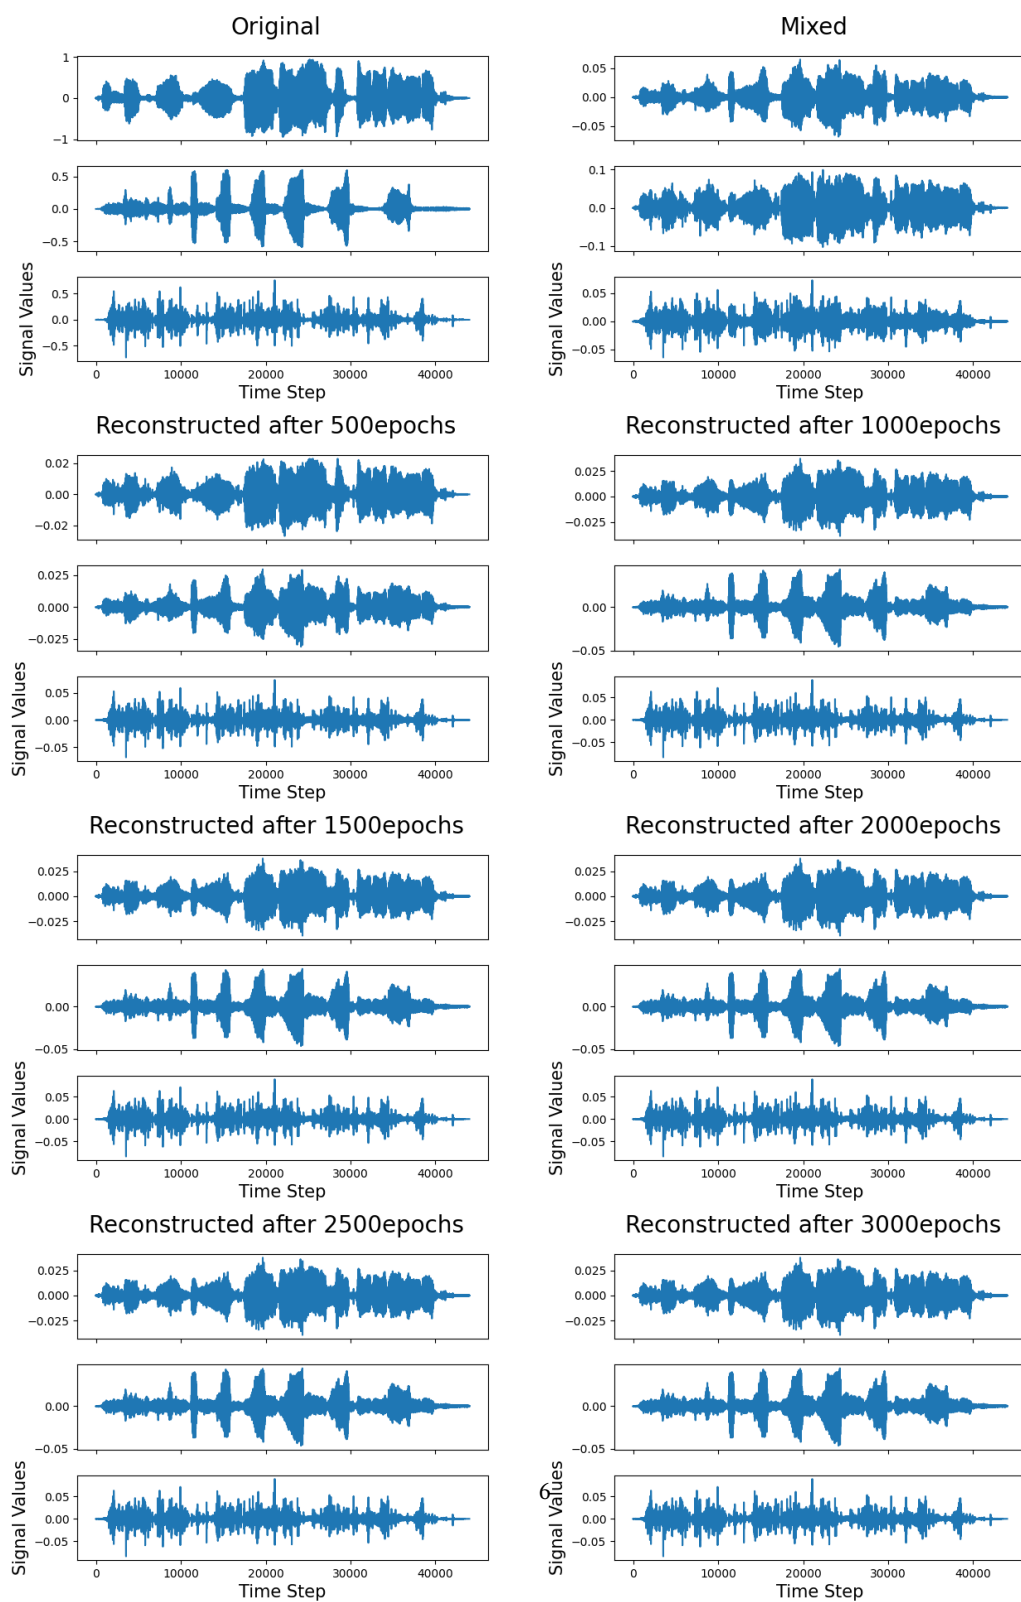 Original
1
0
−1
0.5
0.0
−0.5
0.5
0.0
−0.5
0 10000 20000 30000 40000
Signal Values
Time Step
Mixed
0.05
0.00
−0.05
0.1
0.0
−0.1
0.05
0.00
−0.05
0 10000 20000 30000 40000
Signal Values
Time Step
Reconstructed after 500epochs
0.02
0.00
−0.02
0.025
0.000
−0.025
0.05
0.00
−0.05
0 10000 20000 30000 40000
Signal Values
Time Step
Reconstructed after 1000epochs
0.025
0.000
−0.025
0.00
−0.05
0.05
0.00
−0.05
0 10000 20000 30000 40000
Signal Values
Time Step
Reconstructed after 1500epochs
0.025
0.000
−0.025
0.00
−0.05
0.05
0.00
−0.05
0 10000 20000 30000 40000
Signal Values
Time Step
Reconstructed after 2000epochs
0.025
0.000
−0.025
0.00
−0.05
0.05
0.00
−0.05
0 10000 20000 30000 40000
Signal Values
Time Step
Reconstructed after 2500epochs
0.025
0.000
−0.025
0.00
−0.05
0.05
0.00
−0.05
0 10000 20000 30000 40000
Signal Values
Time Step
Reconstructed after 3000epochs
0.025
0.000
−0.025
0.00
−0.05
0.05
0.00
−0.05
0 10000 20000 30000 40000
Signal Values
Time Step
6